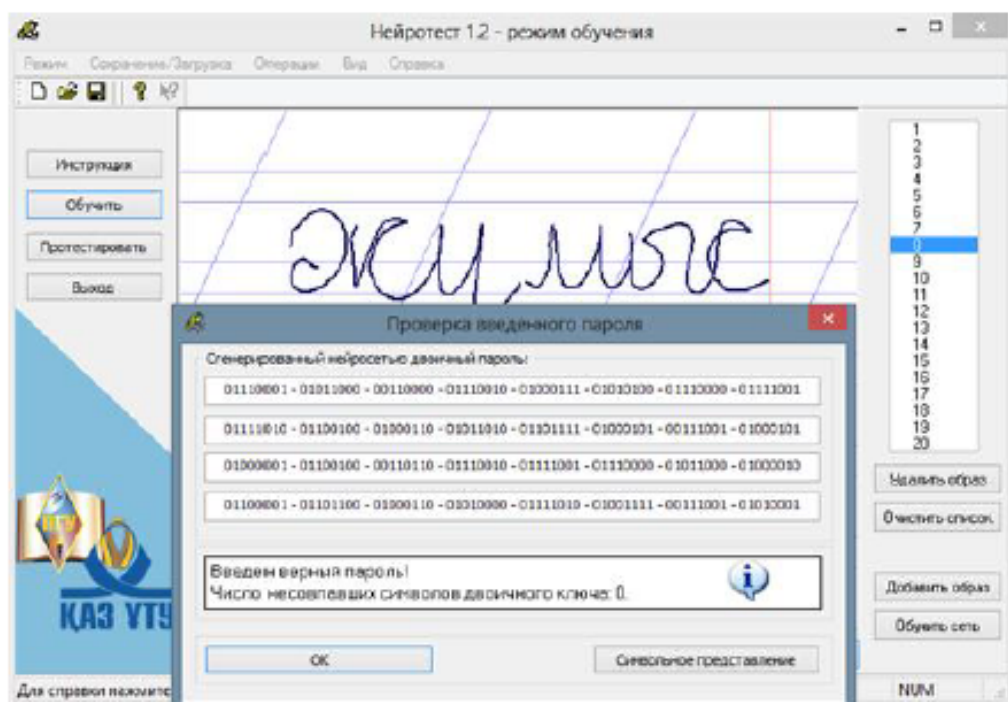 Нейротест 1.2 - режим обучения
Режим Сохранение/Загрузка Операции Вид Справка
Инструкция
Обучить
Протестировать
Выход
1
2
3
4
5
6
7
8
9
10
11
12
13
14
15
16
17
18
19
20
Удалить образ
Очистить список
Добавить образ
Обучить сеть
Проверка введенного пароля
Сгенерированный нейросетью двоичный пароль:
01110001 - 01011000 - 00110000 - 01110010 - 01000111 - 01010100 - 01110000 - 01111001
01111010 - 01100100 - 01000110 - 01011010 - 01101111 - 01000101 - 00111001 - 01000101
01000001 - 01100100 - 00110110 - 01110010 - 01111001 - 01110000 - 01011000 - 01000010
01100001 - 01101100 - 01000110 - 01010000 - 01111010 - 01001111 - 00111001 - 01010001
Введен верный пароль!
Число несовпавших символов двоичного ключа: 0.
OK
Символьное представление
ПГУ
ҚАЗ ҰТУ
Для справки нажмите
NUM